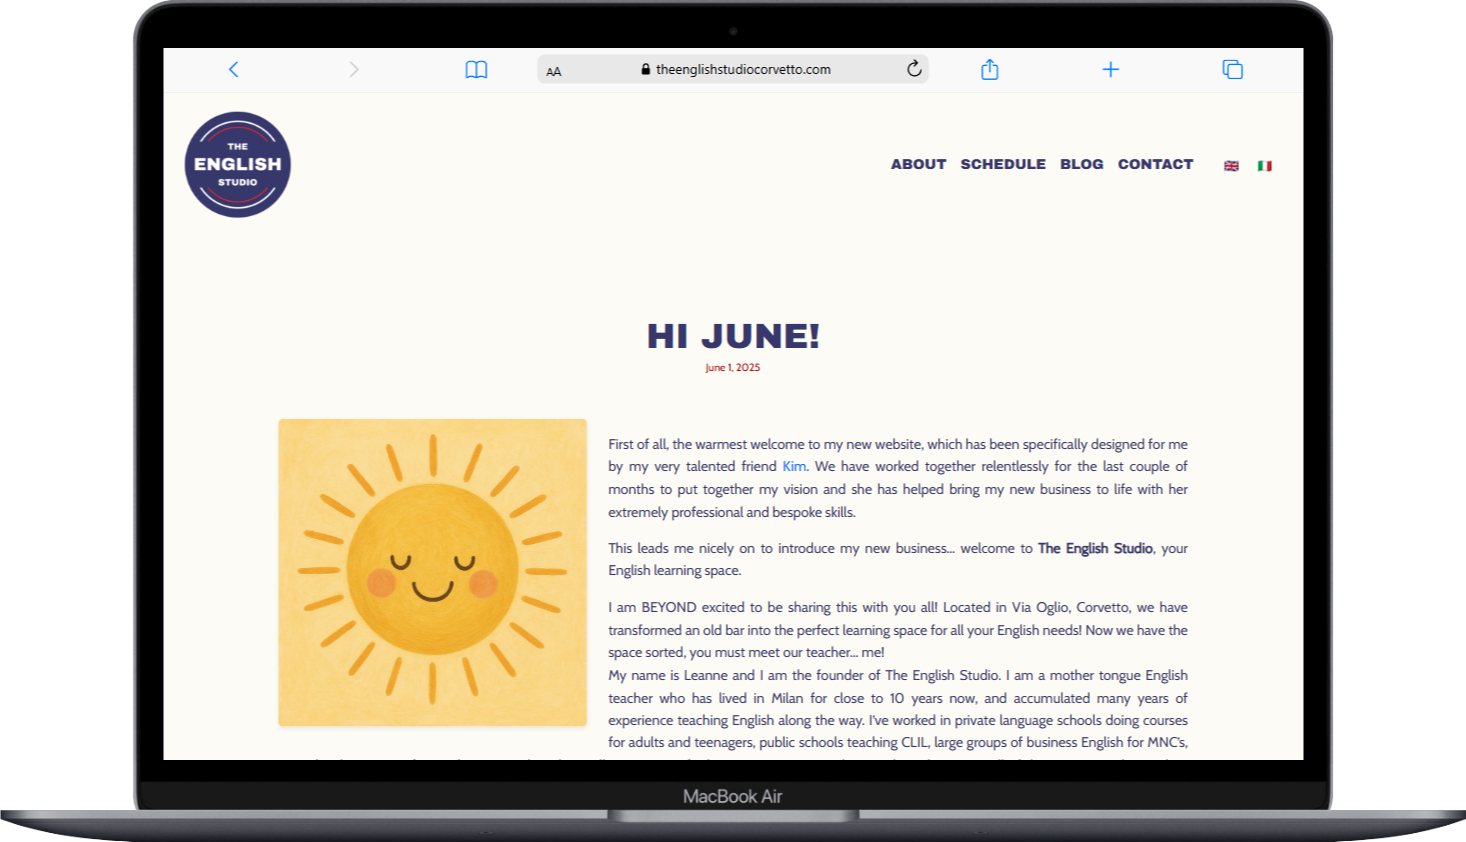 AA
theenglishstudiocorvetto.com
THE
ENGLISH
STUDIO
ABOUT SCHEDULE BLOG CONTACT
HI JUNE!
June 1, 2025
First of all, the warmest welcome to my new website, which has been specifically designed for me
by my very talented friend Kim. We have worked together relentlessly for the last couple of
months to put together my vision and she has helped bring my new business to life with her
extremely professional and bespoke skills.
This leads me nicely on to introduce my new business... welcome to The English Studio, your
English learning space.
I am BEYOND excited to be sharing this with you all! Located in Via Oglio, Corvetto, we have
transformed an old bar into the perfect learning space for all your English needs! Now we have the
space sorted, you must meet our teacher... me!
My name is Leanne and I am the founder of The English Studio. I am a mother tongue English
teacher who has lived in Milan for close to 10 years now, and accumulated many years of
experience teaching English along the way. I've worked in private language schools doing courses
for adults and teenagers, public schools teaching CLIL, large groups of business English for MNC's,
MacBook Air